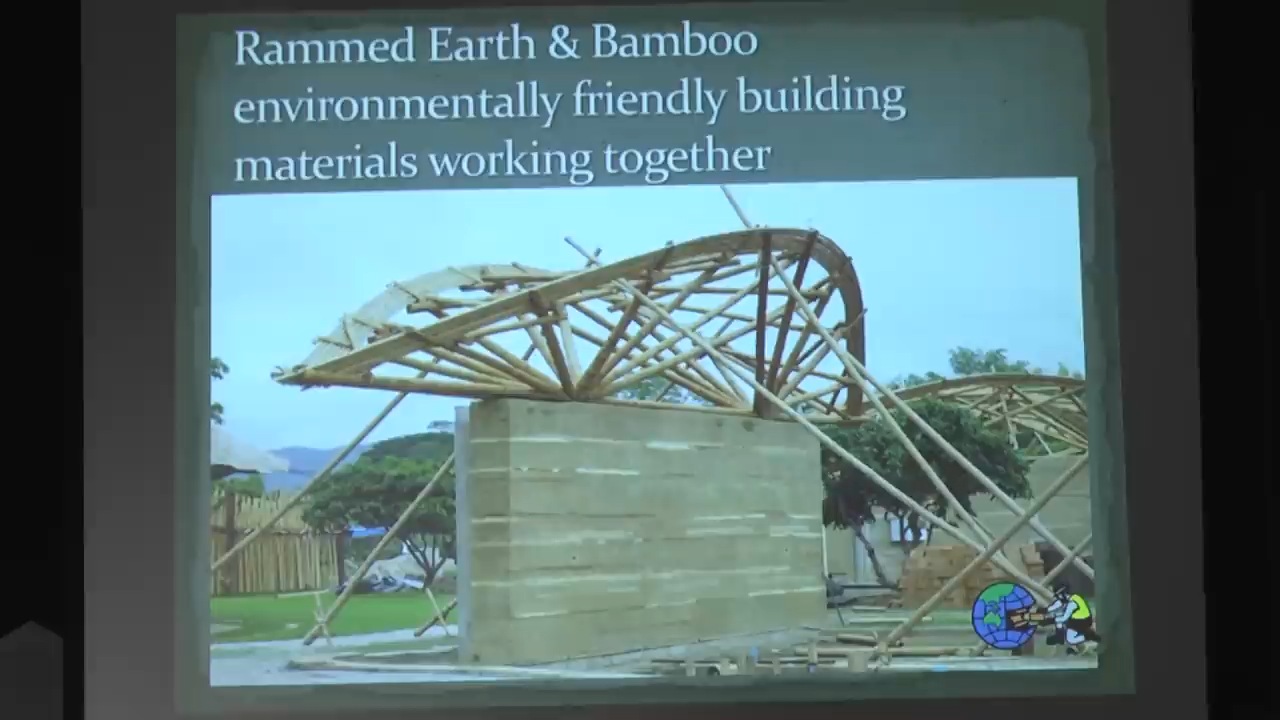 Rammed Earth & Bamboo
environmentally friendly building
materials working together